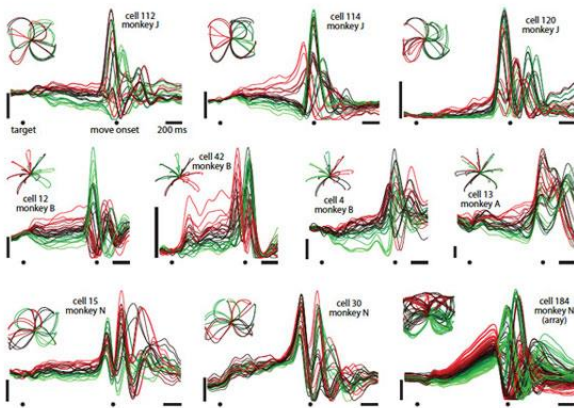 cell 112
monkey J
cell 114
monkey J
cell 120
monkey J
target move onset 200 ms
cell 12
monkey B
cell 42
monkey B
cell 4
monkey B
cell 13
monkey A
cell 15
monkey N
cell 30
monkey N
cell 184
monkey N
(array)